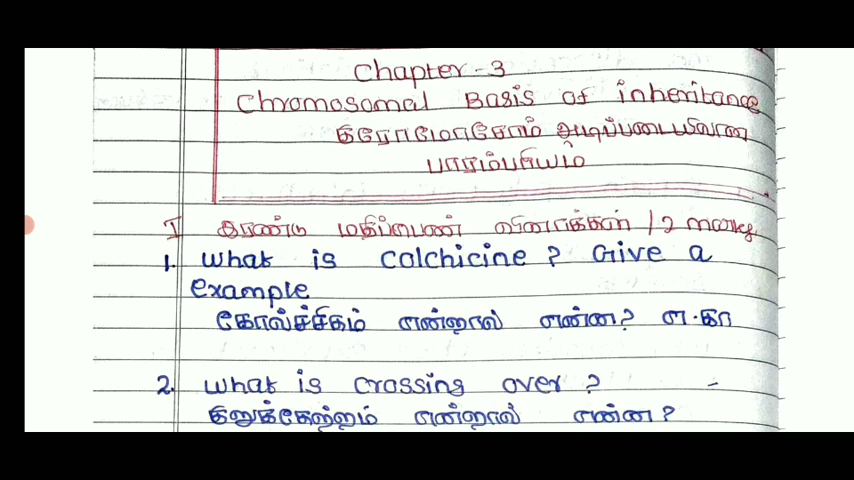 Chapter - 3
Chromosomal Basis of inheritance
குரோமோசோம் அடிப்படையிலான
பாரம்பரியம்
I இரண்டு மதிப்பெண் வினாக்கள் / 2 marks
1. What is Colchicine ? Give a
example
கோல்ச்சிகம் என்றால் என்ன? எ.கா
2. What is crossing over ? -
குறுக்கேற்றம் என்றால் என்ன?